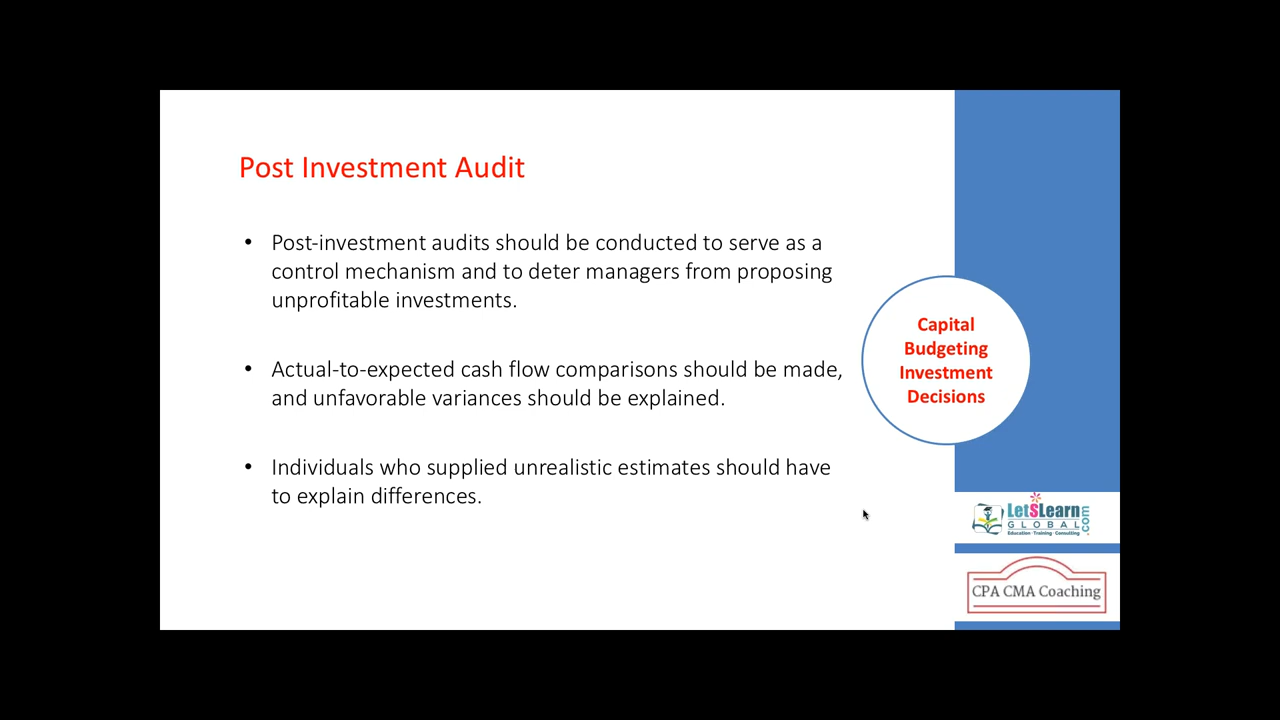 Post Investment Audit
• Post-investment audits should be conducted to serve as a
control mechanism and to deter managers from proposing
unprofitable investments.
• Actual-to-expected cash flow comparisons should be made,
and unfavorable variances should be explained.
• Individuals who supplied unrealistic estimates should have
to explain differences.
Capital
Budgeting
Investment
Decisions
LetSLearn
GLOBAL
.com
Education · Training · Consulting
CPA CMA Coaching